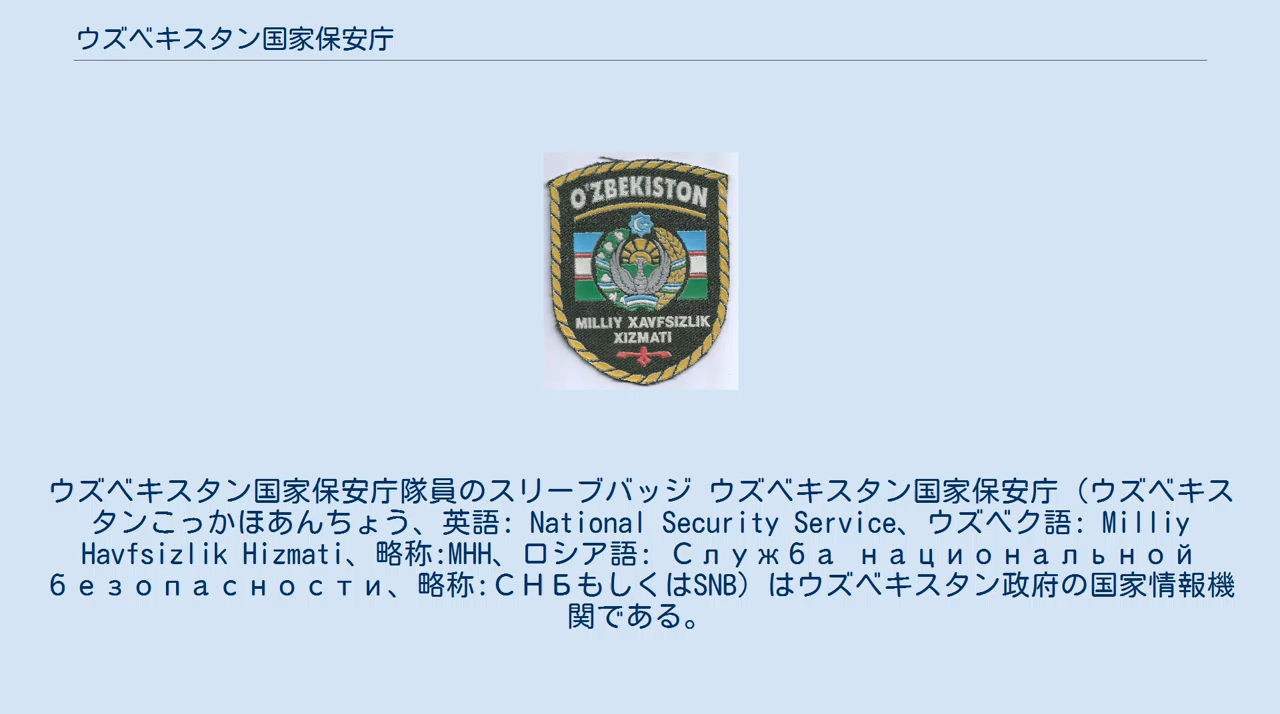 ウズベキスタン国家保安庁
O'ZBEKISTON
MILLIY XAVFSIZLIK
XIZMATI
ウズベキスタン国家保安庁隊員のスリーブバッジ ウズベキスタン国家保安庁（ウズベキス
タンこっかほあんちょう、英語: National Security Service、ウズベク語: Milliy
Havfsizlik Hizmati、略称:MHH、ロシア語: Служба национальной
безопасности、略称:СНБもしくはSNB）はウズベキスタン政府の国家情報機
関である。